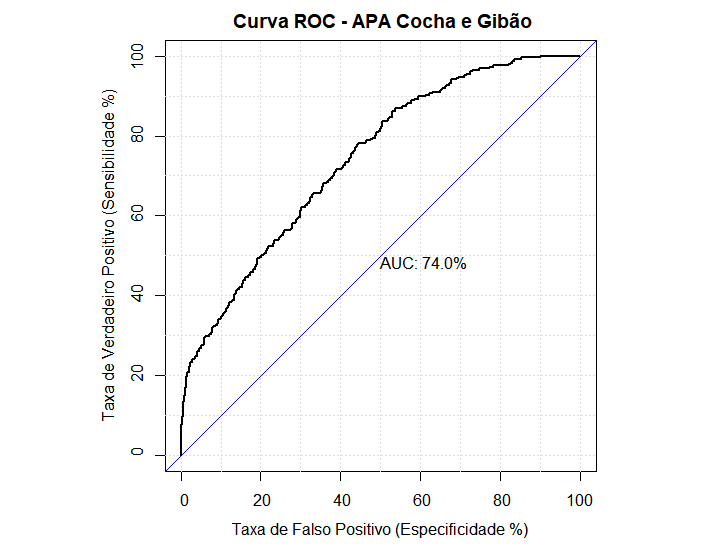 Curva ROC - APA Cocha e Gibão
Taxa de Verdadeiro Positivo (Sensibilidade %)
100
80
60
40
20
0
AUC: 74.0%
0 20 40 60 80 100
Taxa de Falso Positivo (Especificidade %)